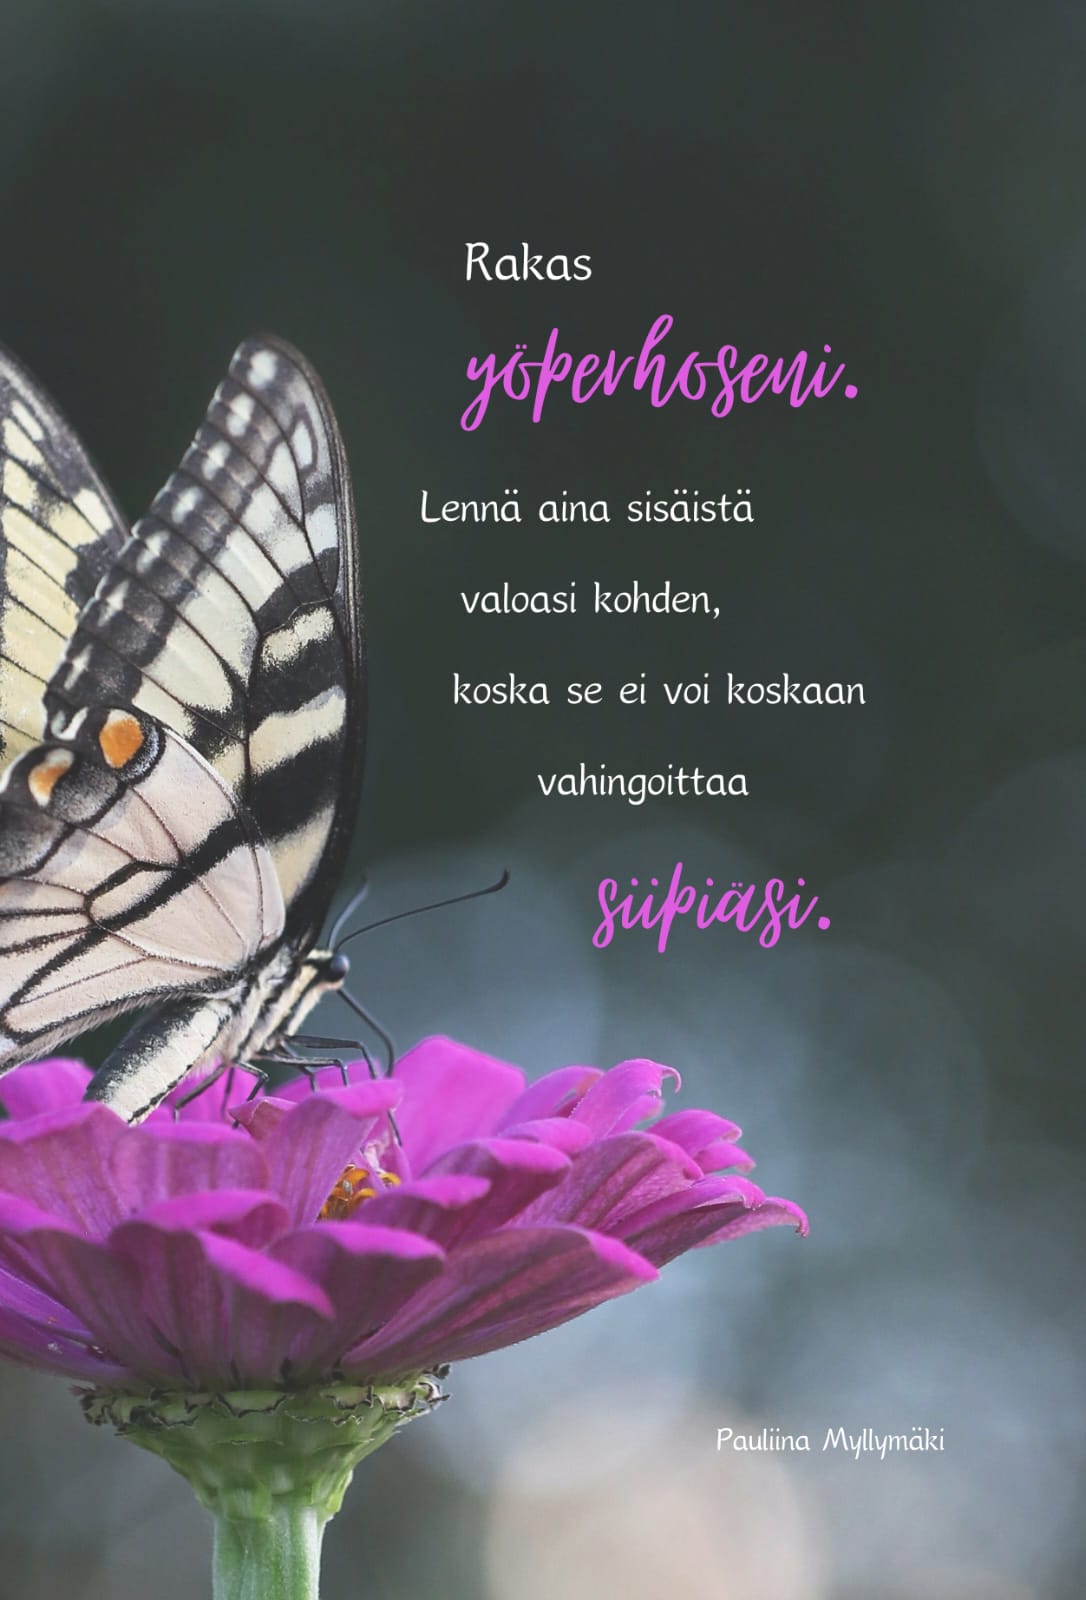 Rakas
yöperhoseni.
Lennä aina sisäistä
valoasi kohden,
koska se ei voi koskaan
vahingoittaa
siipiäsi.
Pauliina Myllymäki